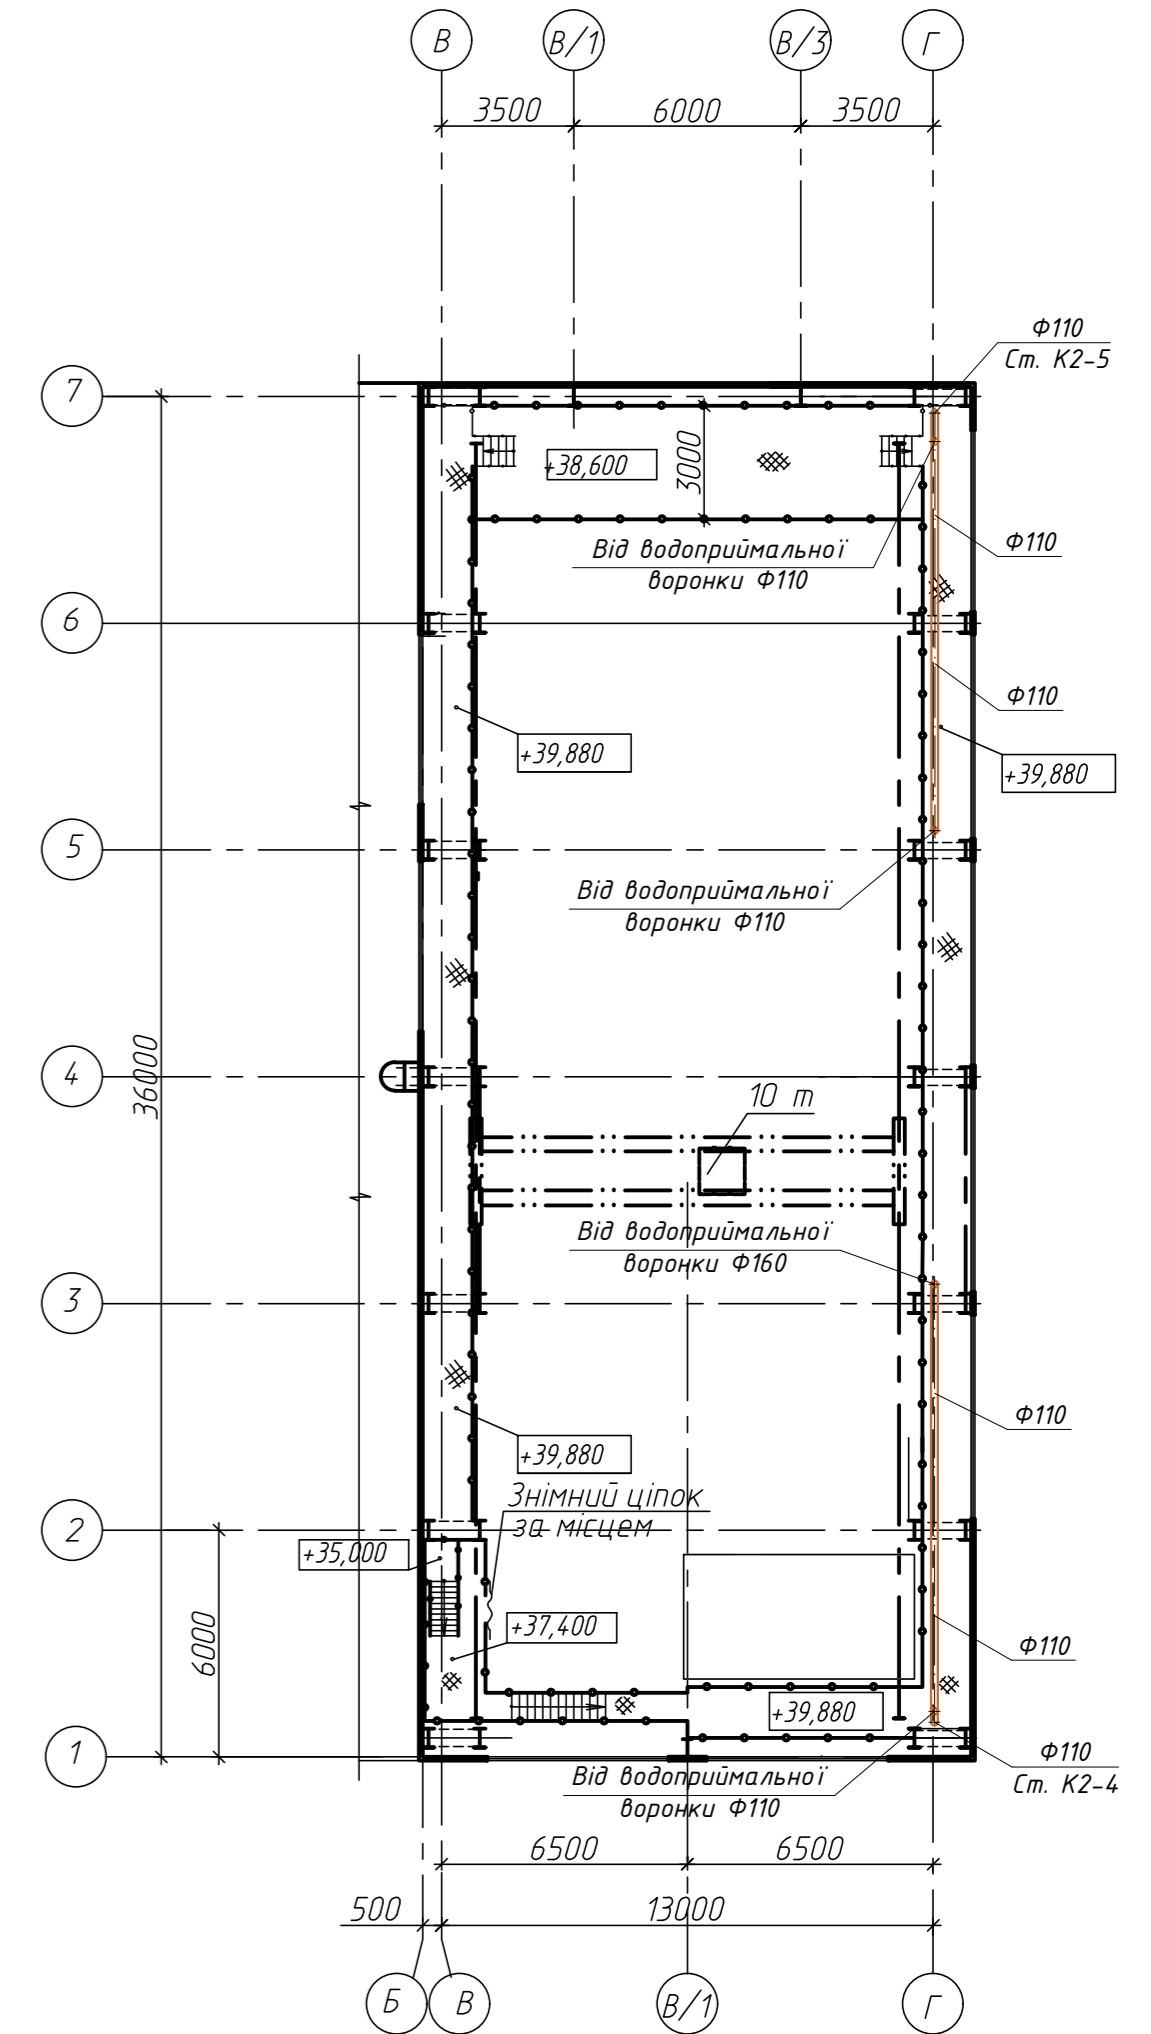 В В/1 В/3 Г
3500 6000 3500
Ф110
Ст. К2-5
7
+38,600
3000
Ф110
Від водоприймальної
воронки Ф110
6
Ф110
+39,880
+39,880
5
Від водоприймальної
воронки Ф110
36000
4
10 т
Від водоприймальної
воронки Ф160
3
Ф110
+39,880
Знімний ціпок
за місцем
2
+35,000
+37,400
6000
Ф110
+39,880
1
Ф110
Ст. К2-4
Від водоприймальної
воронки Ф110
6500 6500
500 13000
Б В В/1 Г